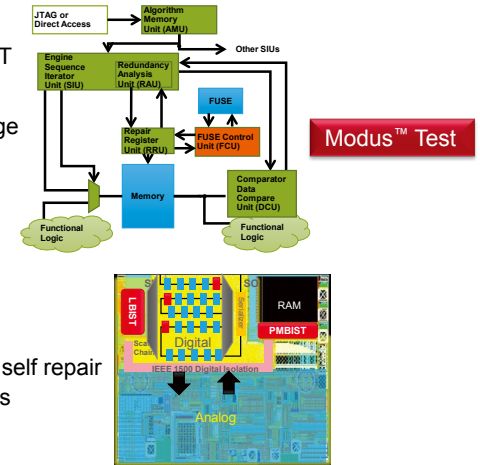 JTAG or
Direct Access
Algorithm
Memory
Unit (AMU)
Other SIUs
T
Engine
Sequence
Iterator
Unit (SIU)
Redundancy
Analysis
Unit (RAU)
ge
FUSE
Modus™ Test
Repair
Register
Unit (RRU)
FUSE Control
Unit (FCU)
Memory
Comparator
Data
Compare
Unit (DCU)
Functional
Logic
Functional
Logic
SO
LBIST
Serializer
RAM
PMBIST
Digital
Chain
IEEE 1500 Digital Isolation
self repair
s
Analog